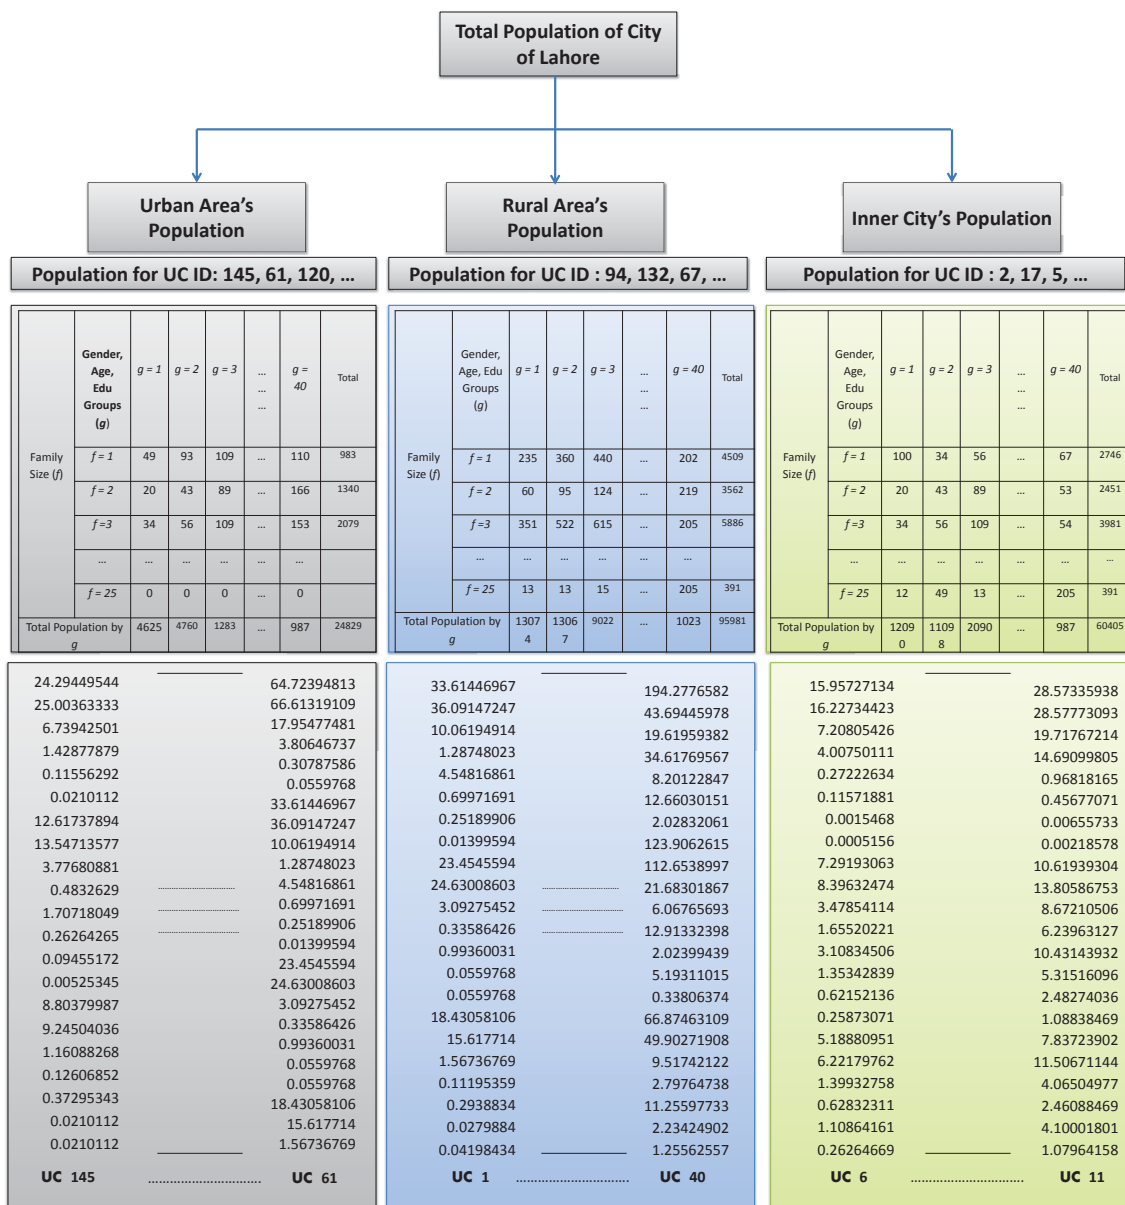 Total Population of City
of Lahore
Urban Area's
Population
Rural Area's
Population
Inner City's Population
Population for UC ID: 145, 61, 120, ...
Population for UC ID : 94, 132, 67, ...
Population for UC ID : 2, 17, 5, ...
Family
Size (f)
Gender,
Age,
Edu
Groups
(g)
g = 1 g = 2 g = 3 ... g =
... 40
...
Total
f = 1 49 93 109 ... 110 983
f = 2 20 43 89 ... 166 1340
f =3 34 56 109 ... 153 2079
... ... ... ... ... ...
f = 25 0 0 0 ... 0
Total Population by
g
4625 4760 1283 ... 987 24829
Family
Size (f)
Gender,
Age, Edu
Groups
(g)
g = 1 g = 2 g = 3 ... g = 40 Total
...
...
f = 1 235 360 440 ... 202 4509
f = 2 60 95 124 ... 219 3562
f =3 351 522 615 ... 205 5886
... ... ... ... ... ...
f = 25 13 13 15 ... 205 391
Total Population by
g
1307
4
1306
7
9022 ... 1023 95981
Family
Size (f)
Gender,
Age, Edu
Groups
(g)
g = 1 g = 2 g = 3 ... g = 40 Total
...
...
f = 1 100 34 56 ... 67 2746
f = 2 20 43 89 ... 53 2451
f =3 34 56 109 ... 54 3981
... ... ... ... ... ... ...
f = 25 12 49 13 ... 205 391
Total Population by
g
1209
0
1109
8
2090 ... 987 60405
24.29449544
25.00363333
6.73942501
1.42877879
0.11556292
0.0210112
12.61737894
13.54713577
3.77680881
0.4832629
1.70718049
0.26264265
0.09455172
0.00525345
8.80379987
9.24504036
1.16088268
0.12606852
0.37295343
0.0210112
0.0210112
UC 145
64.72394813
66.61319109
17.95477481
3.80646737
0.30787586
0.0559768
33.61446967
36.09147247
10.06194914
1.28748023
4.54816861
0.69971691
0.25189906
0.01399594
23.4545594
24.63008603
3.09275452
0.33586426
0.99360031
0.0559768
0.0559768
18.43058106
15.617714
1.56736769
............................. UC 61
33.61446967
36.09147247
10.06194914
1.28748023
4.54816861
0.69971691
0.25189906
0.01399594
23.4545594
24.63008603
3.09275452
0.33586426
0.99360031
0.0559768
0.0559768
18.43058106
15.617714
1.56736769
0.11195359
0.2938834
0.0279884
0.04198434
UC 1
194.2776582
43.69445978
19.61959382
34.61769567
8.20122847
12.66030151
2.02832061
123.9062615
112.6538997
21.68301867
6.06765693
12.91332398
2.02399439
5.19311015
0.33806374
66.87463109
49.90271908
9.51742122
2.79764738
11.25597733
2.23424902
1.25562557
............................. UC 40
15.95727134
16.22734423
7.20805426
4.00750111
0.27222634
0.11571881
0.0015468
0.0005156
7.29193063
8.39632474
3.47854114
1.65520221
3.10834506
1.35342839
0.62152136
0.25873071
5.18880951
6.22179762
1.39932758
0.62832311
1.10864161
0.26264669
UC 6
28.57335938
28.57773093
19.71767214
14.69099805
0.96818165
0.45677071
0.00655733
0.00218578
10.61939304
13.80586753
8.67210506
6.23963127
10.43143932
5.31516096
2.48274036
1.08838469
7.83723902
11.50671144
4.06504977
2.46088469
4.10001801
1.07964158
............................. UC 11